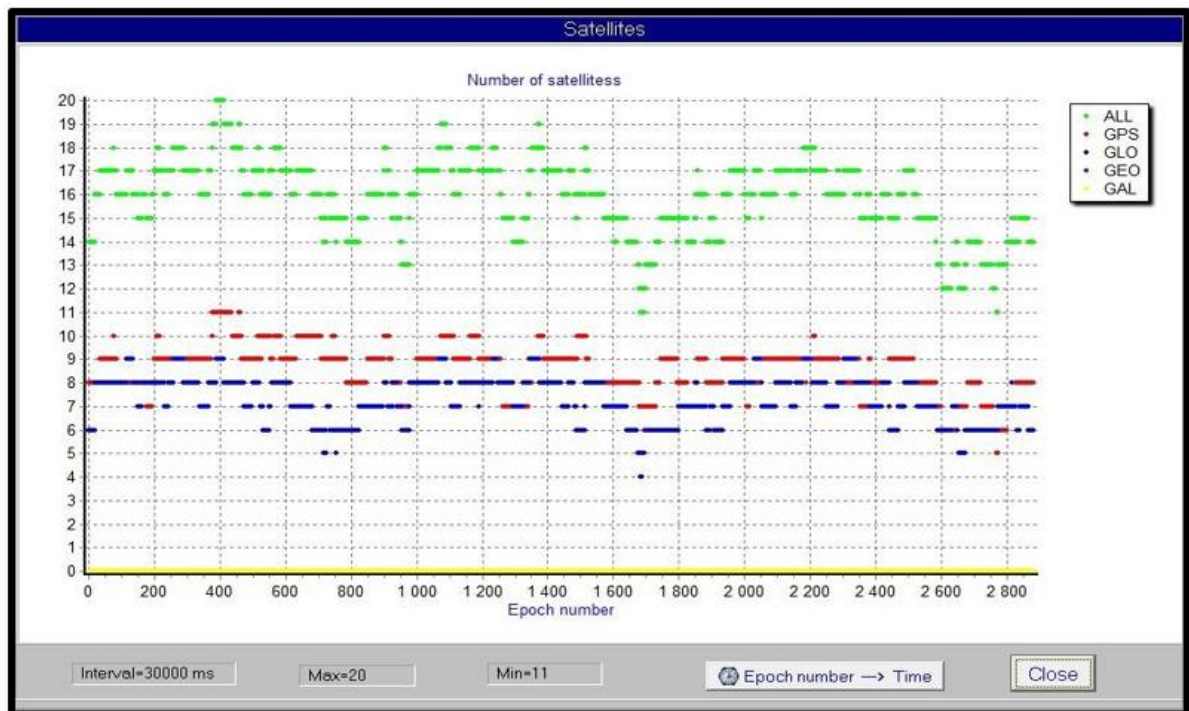 Satellites
Number of satellitess
20
19
18
17
16
15
14
13
12
11
10
9
8
7
6
5
4
3
2
1
0
0 200 400 600 800 1 000 1 200 1 400 1 600 1 800 2 000 2 200 2 400 2 600 2 800
Epoch number
ALL
GPS
GLO
GEO
GAL
Interval=30000 ms
Max=20
Min=11
Epoch number —> Time
Close